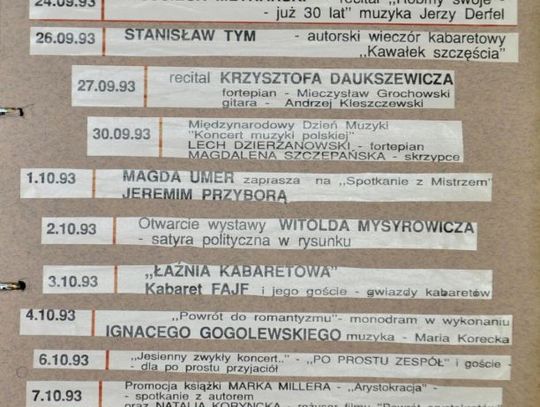 24.09.93 - recital "Róbmy swoje -
- już 30 lat" muzyka Jerzy Derfel
26.09.93 STANISŁAW TYM - autorski wieczór kabaretowy
„Kawałek szczęścia”
27.09.93 recital KRZYSZTOFA DAUKSZEWICZA
fortepian - Mieczysław Grochowski
gitara - Andrzej Kleszczewski
30.09.93 Międzynarodowy Dzień Muzyki
"Koncert muzyki polskiej"
LECH DZIERŻANOWSKI - fortepian
MAGDALENA SZCZEPAŃSKA - skrzypce
1.10.93 MAGDA UMER zaprasza na „Spotkanie z Mistrzem”
JEREMIM PRZYBORĄ
2.10.93 Otwarcie wystawy WITOLDA MYSYROWICZA
- satyra polityczna w rysunku
3.10.93 „ŁAŹNIA KABARETOWA”
Kabaret FAJF i jego goście - gwiazdy kabaretów
4.10.93 „Powrót do romantyzmu”- monodram w wykonaniu
IGNACEGO GOGOLEWSKIEGO muzyka - Maria Korecka
6.10.93 „Jesienny zwykły koncert.." - „PO PROSTU ZESPÓŁ" i goście -
- dla po prostu przyjaciół
7.10.93 Promocja książki MARKA MILLERA - „Arystokracja" -
- spotkanie z autorem
oraz NATALIA KORYNCKA - reżyser filmu